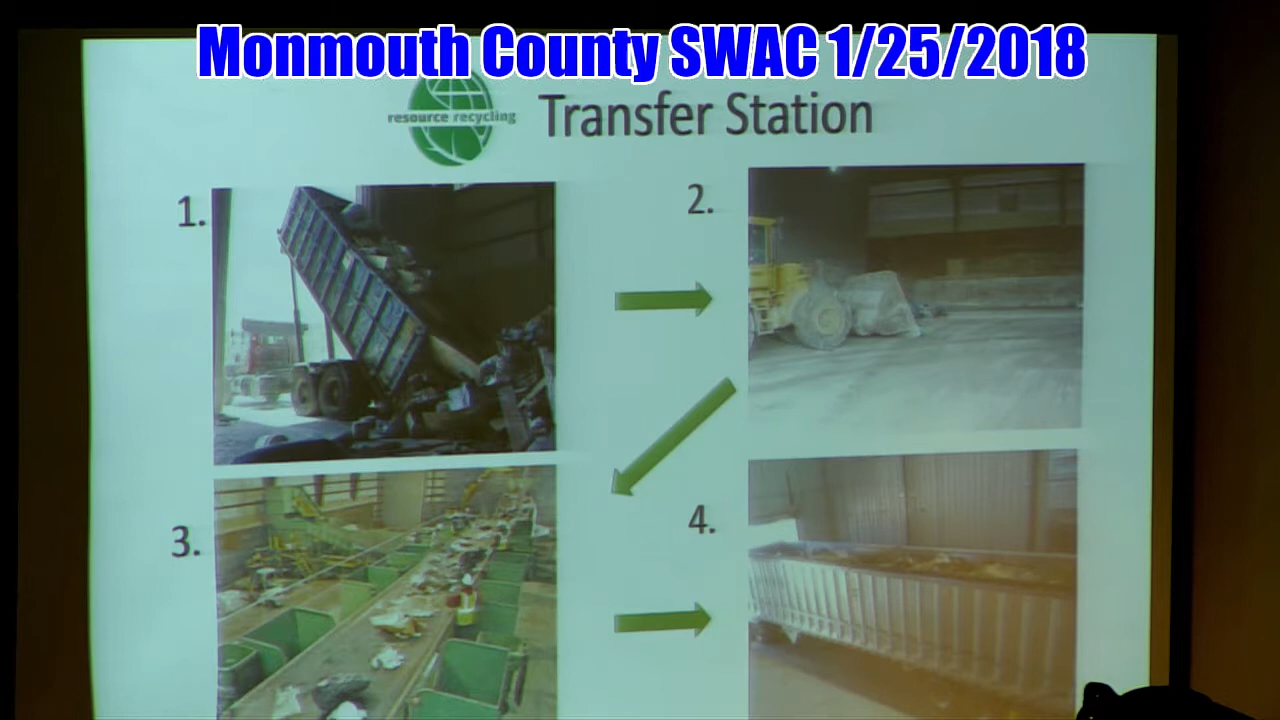 Monmouth County SWAC 1/25/2018
resource recycling
Transfer Station
1.
2.
3.
4.